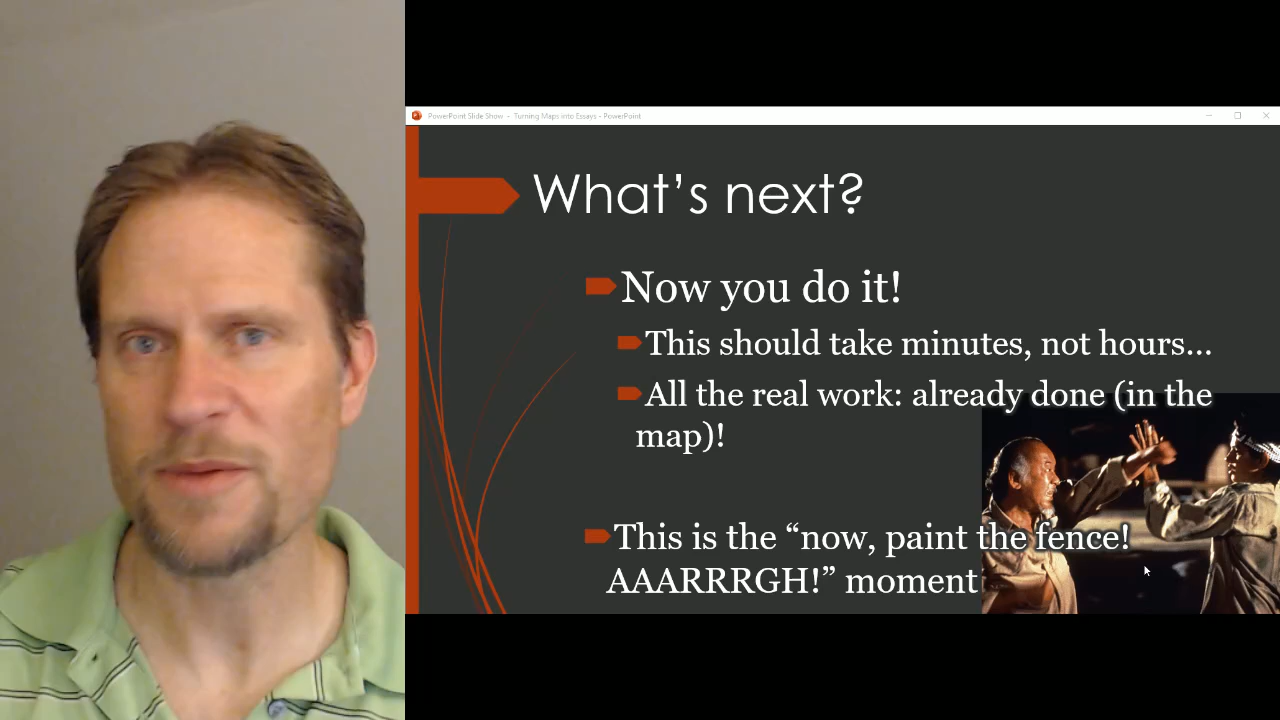 PowerPoint Slide Show - Turning Maps into Essays - PowerPoint
What's next?
Now you do it!
This should take minutes, not hours…
All the real work: already done (in the
map)!
This is the “now, paint the fence!
AAARRRGH!” moment